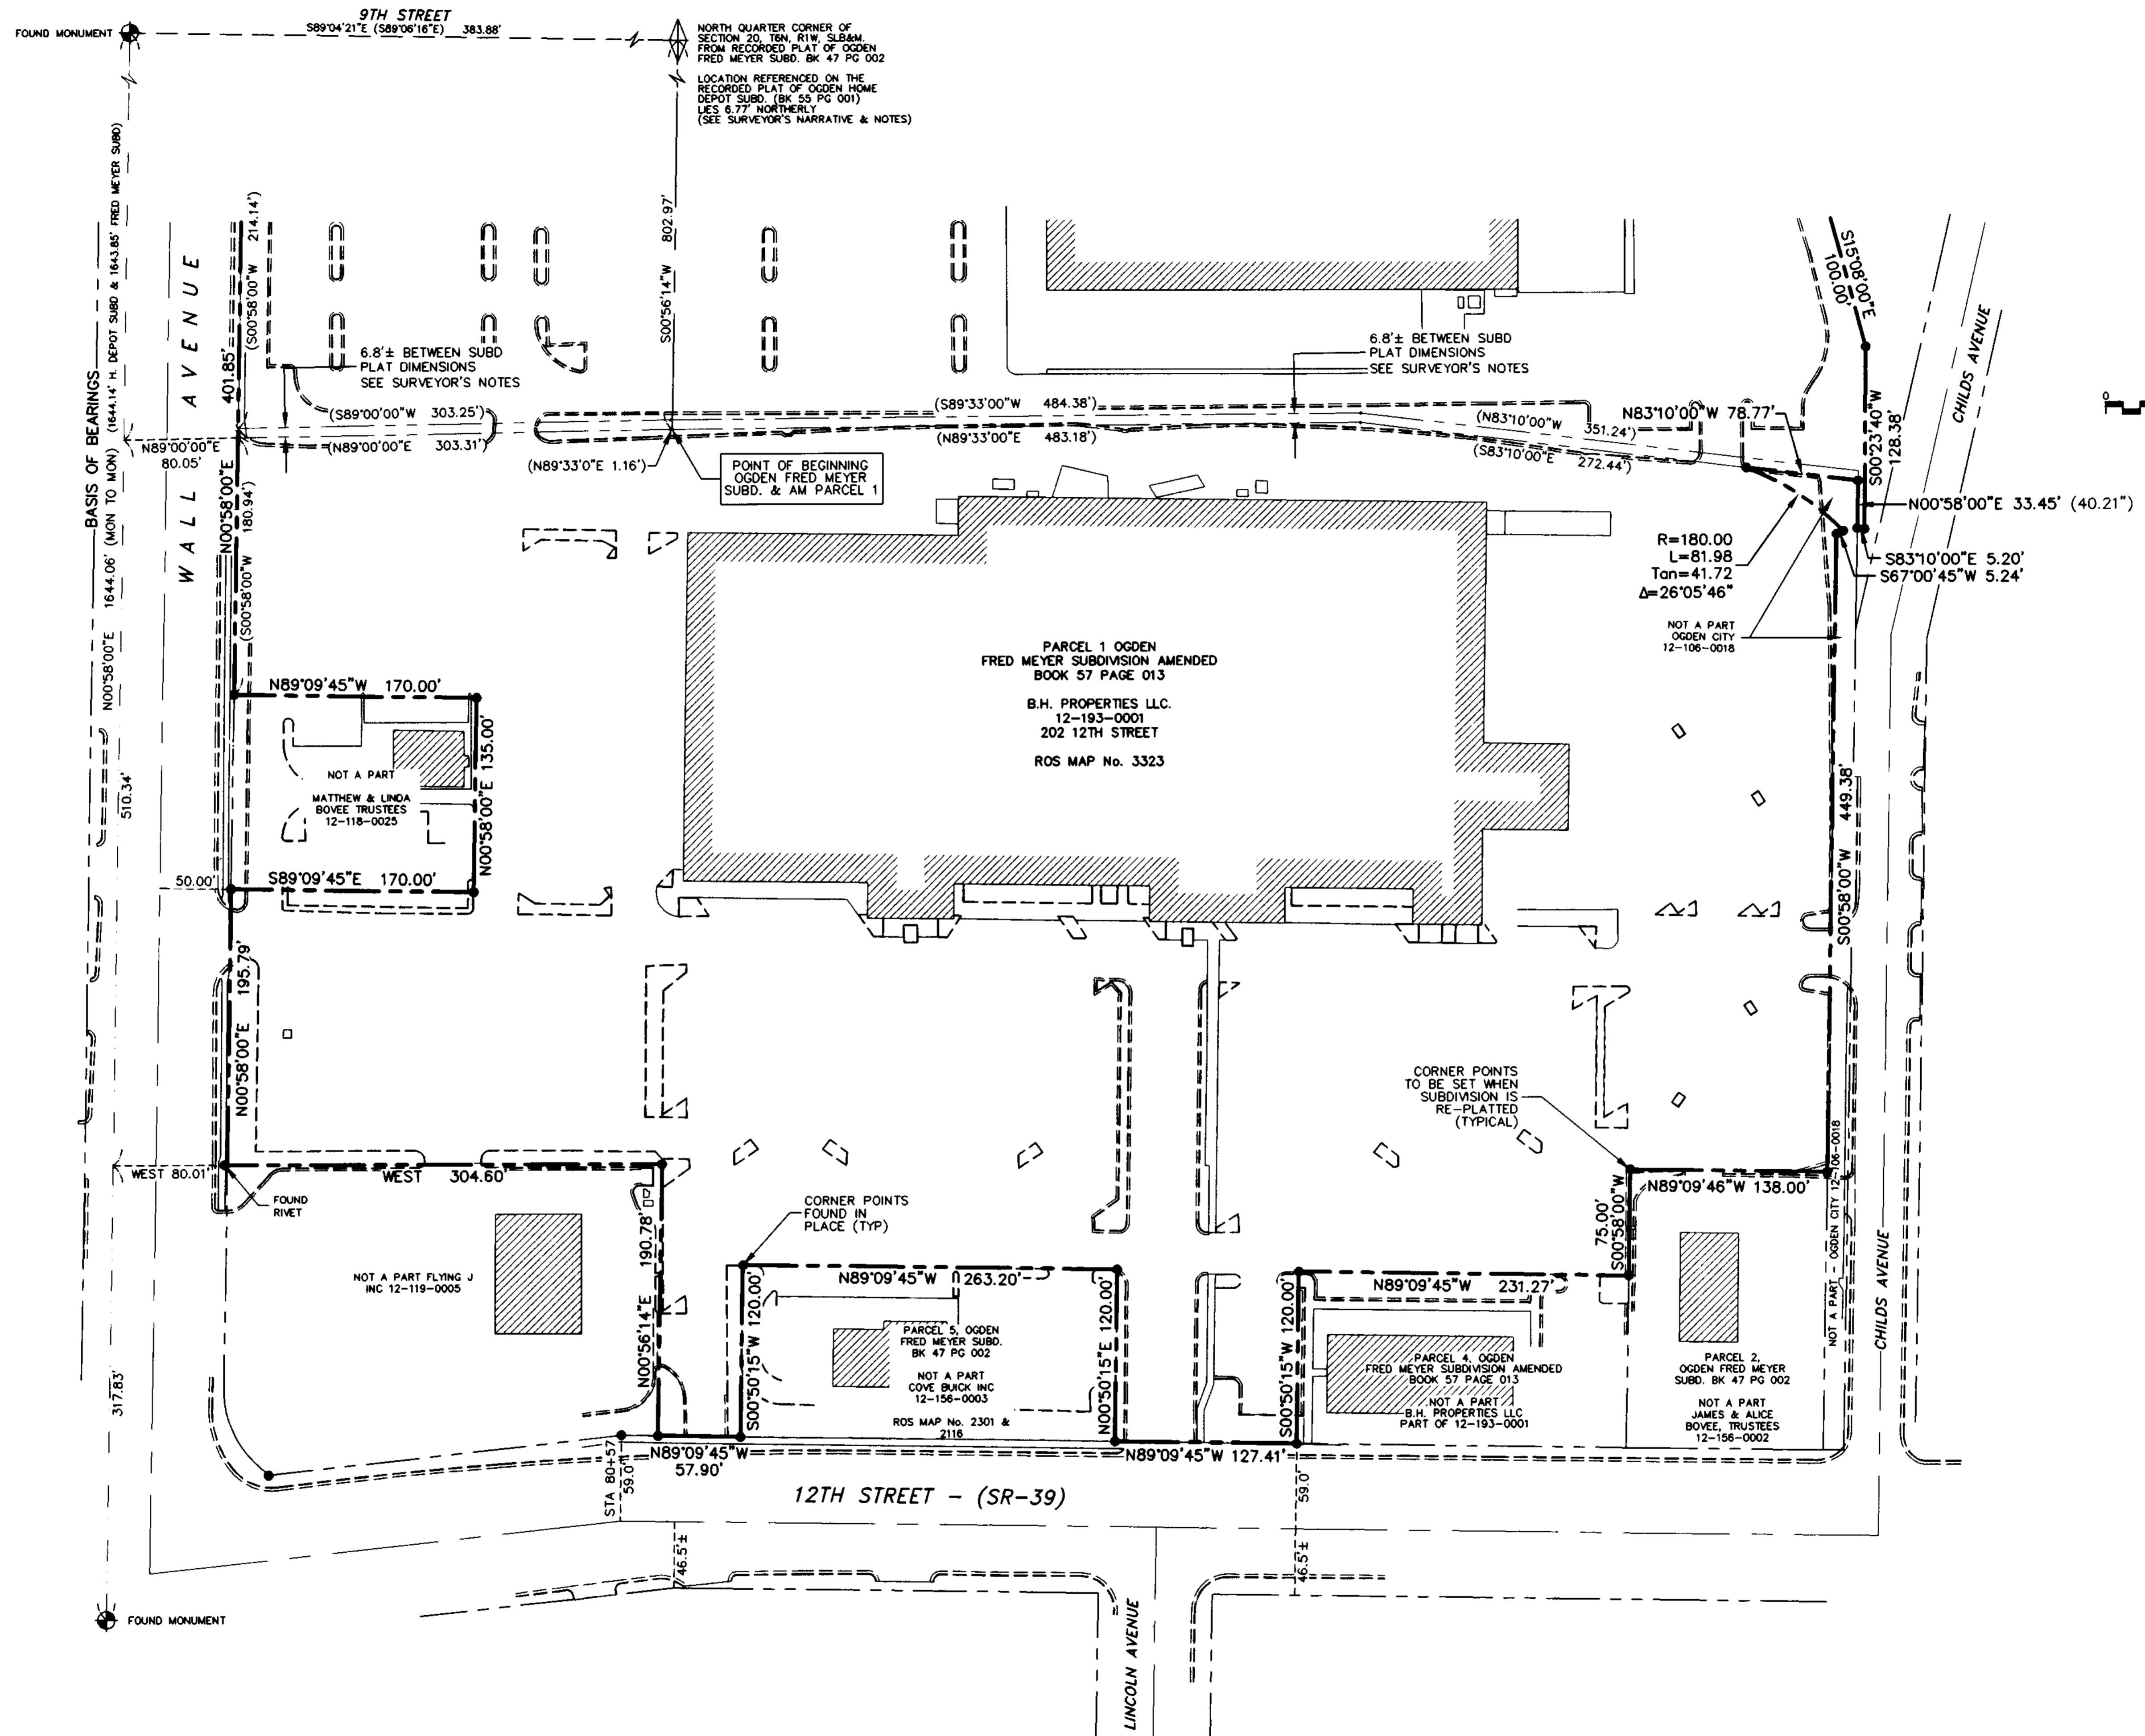 9TH STREET
S89°04'21"E (S89°06'16"E) 383.88'
FOUND MONUMENT
NORTH QUARTER CORNER OF
SECTION 20, T6N, R1W, SLB&M.
FROM RECORDED PLAT OF OGDEN
FRED MEYER SUBD. BK 47 PG 002
LOCATION REFERENCED ON THE
RECORDED PLAT OF OGDEN HOME
DEPOT SUBD. (BK 55 PG 001)
LIES 6.77' NORTHERLY
(SEE SURVEYOR'S NARRATIVE & NOTES)
BASIS OF BEARINGS
N00°58'00"E 1644.06' (MON TO MON) (1644.14' H. DEPOT SUBD & 1643.85' FRED MEYER SUBD)
WALL AVENUE
401.85'
(S00°58'00"W 214.14')
S00°56'14"W 802.97'
6.8'± BETWEEN SUBD
PLAT DIMENSIONS
SEE SURVEYOR'S NOTES
6.8'± BETWEEN SUBD
PLAT DIMENSIONS
SEE SURVEYOR'S NOTES
S15°08'00"E
100.00'
CHILDS AVENUE
0
(S89°00'00"W 303.25')
(N89°00'00"E 303.31')
(S89°33'00"W 484.38')
(N89°33'00"E 483.18')
(N83°10'00"W 351.24')
(S83°10'00"E 272.44')
N83°10'00"W 78.77'
S00°23'40"W
128.38'
N89°00'00"E
80.05'
(N89°33'0"E 1.16')
POINT OF BEGINNING
OGDEN FRED MEYER
SUBD. & AM PARCEL 1
N00°58'00"E 33.45' (40.21")
S83°10'00"E 5.20'
S67°00'45"W 5.24'
R=180.00
L=81.98
Tan=41.72
Δ=26°05'46"
NOT A PART
OGDEN CITY
12-106-0018
N00°58'00"E
(S00°58'00"W 180.94')
PARCEL 1 OGDEN
FRED MEYER SUBDIVISION AMENDED
BOOK 57 PAGE 013
B.H. PROPERTIES LLC.
12-193-0001
202 12TH STREET
ROS MAP No. 3323
N89°09'45"W 170.00'
N00°58'00"E 135.00'
NOT A PART
MATTHEW & LINDA
BOVEE TRUSTEES
12-118-0025
510.34'
50.00'
S89°09'45"E 170.00'
S00°58'00"W 449.38'
N00°58'00"E 195.79'
CORNER POINTS
TO BE SET WHEN
SUBDIVISION IS
RE-PLATTED
(TYPICAL)
WEST 80.01'
WEST 304.60'
FOUND
RIVET
CORNER POINTS
FOUND IN
PLACE (TYP)
N89°09'46"W 138.00'
75.00'
S00°58'00"W
NOT A PART - OGDEN CITY 12-106-0018
CHILDS AVENUE
N00°56'14"E 190.78'
NOT A PART FLYING J
INC 12-119-0005
N89°09'45"W 263.20'
S00°50'15"W 120.00'
N00°50'15"E 120.00'
S00°50'15"W 120.00'
N89°09'45"W 231.27'
PARCEL 5, OGDEN
FRED MEYER SUBD.
BK 47 PG 002
NOT A PART
COVE BUICK INC
12-156-0003
ROS MAP No. 2301 &
2116
PARCEL 4, OGDEN
FRED MEYER SUBDIVISION AMENDED
BOOK 57 PAGE 013
NOT A PART
B.H. PROPERTIES LLC
PART OF 12-193-0001
PARCEL 2,
OGDEN FRED MEYER
SUBD. BK 47 PG 002
NOT A PART
JAMES & ALICE
BOVEE, TRUSTEES
12-156-0002
317.83'
N89°09'45"W
57.90'
N89°09'45"W 127.41'
STA 80+57
59.0'
59.0'
12TH STREET - (SR-39)
46.5'±
46.5'±
LINCOLN AVENUE
FOUND MONUMENT